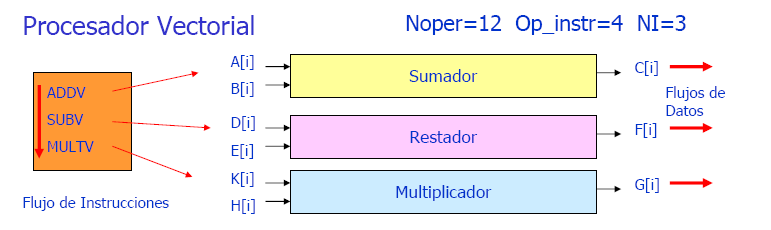 Procesador Vectorial
Noper=12 Op_instr=4 NI=3
ADDV
SUBV
MULTV
Flujo de Instrucciones
A[i]
B[i]
Sumador
C[i]
Flujos de
Datos
D[i]
E[i]
Restador
F[i]
K[i]
H[i]
Multiplicador
G[i]